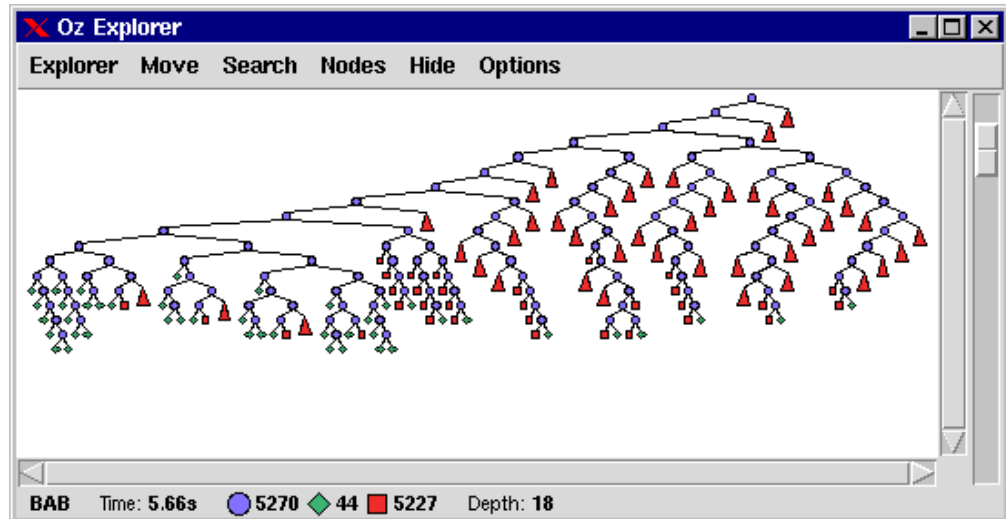 Oz Explorer
Explorer Move Search Nodes Hide Options
BAB Time: 5.66s 5270 44 5227 Depth: 18